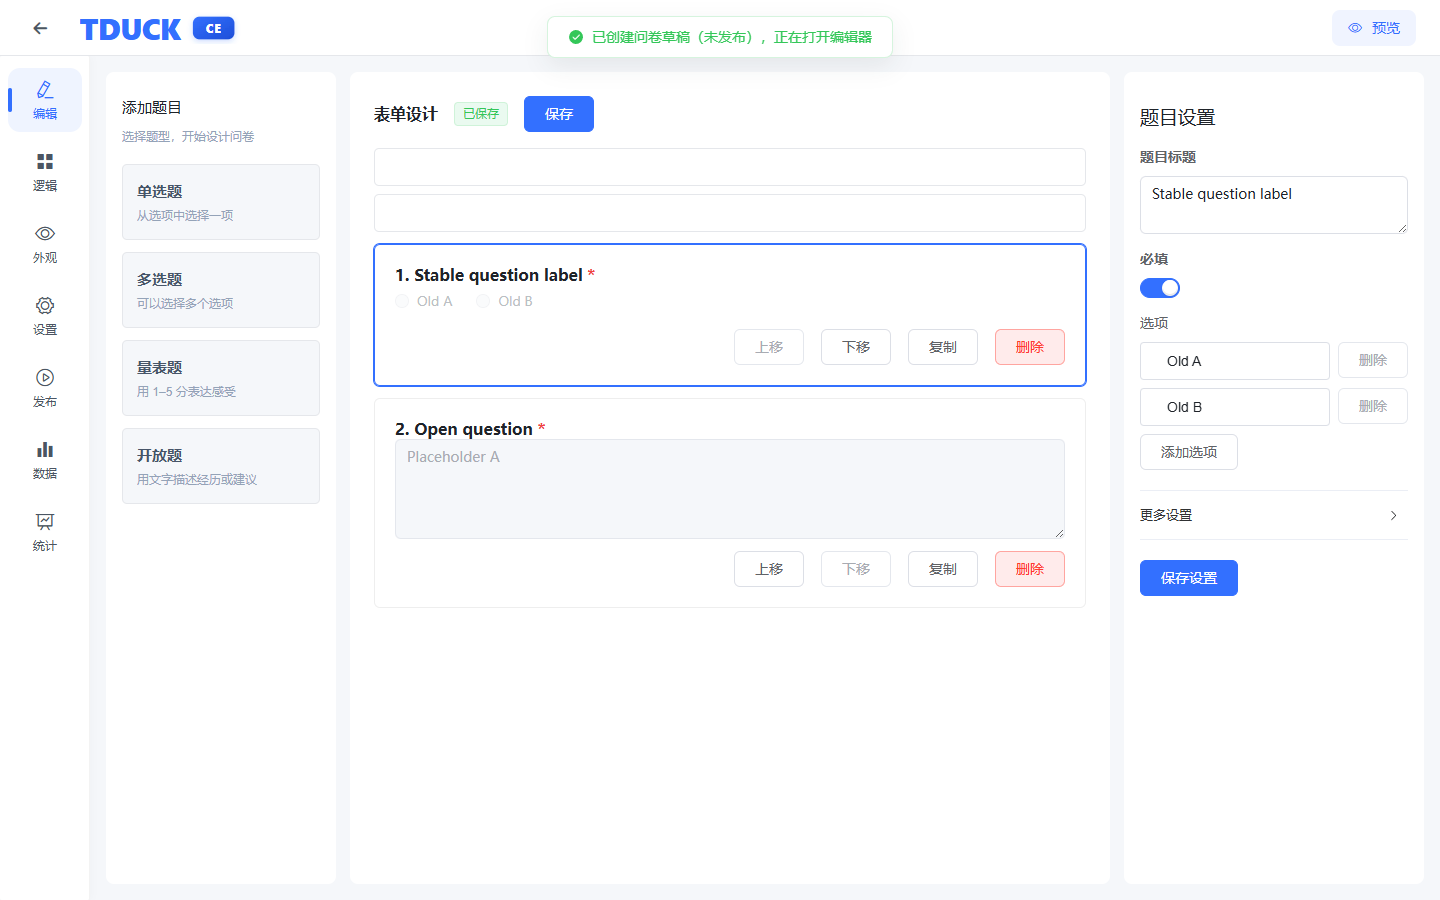 TDUCK CE
已创建问卷草稿（未发布），正在打开编辑器
预览
编辑
逻辑
外观
设置
发布
数据
统计
添加题目
选择题型，开始设计问卷
单选题
从选项中选择一项
多选题
可以选择多个选项
量表题
用 1–5 分表达感受
开放题
用文字描述经历或建议
表单设计 已保存 保存
1. Stable question label *
Old A Old B
上移 下移 复制 删除
2. Open question *
Placeholder A
上移 下移 复制 删除
题目设置
题目标题
Stable question label
必填
选项
Old A 删除
Old B 删除
添加选项
更多设置
保存设置